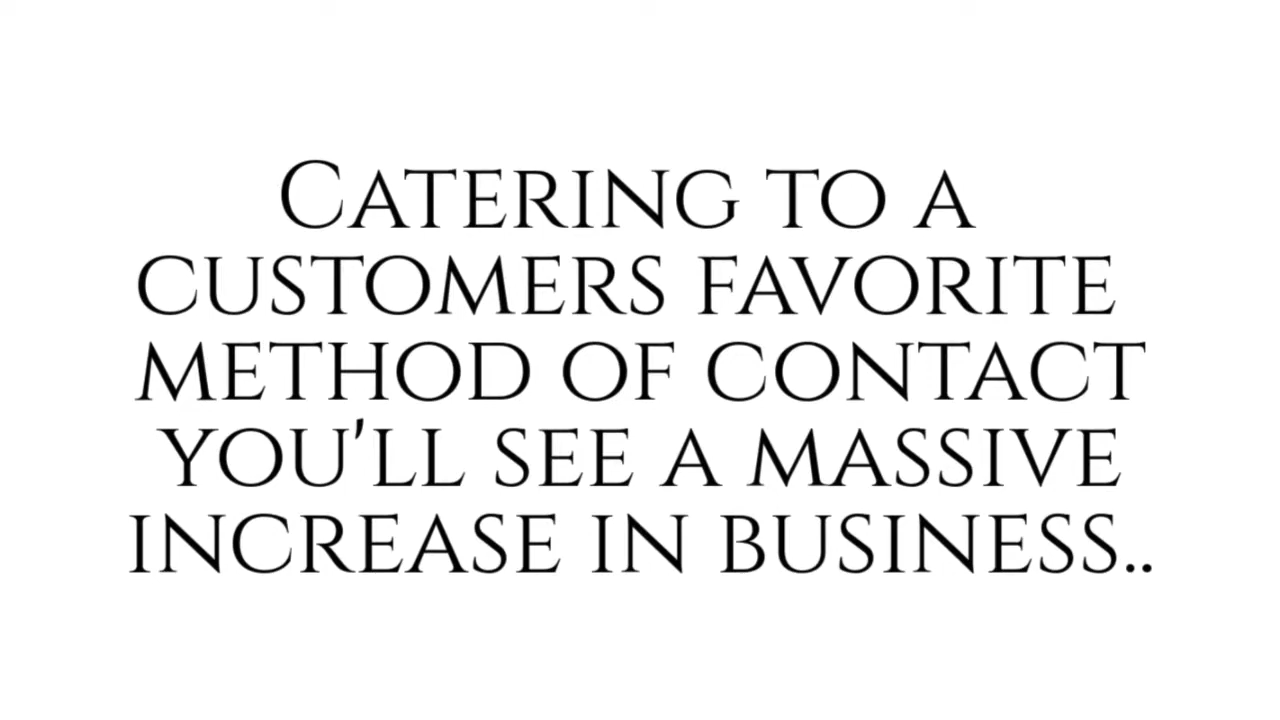 Catering to a
customers favorite
method of contact
you'll see a massive
increase in business..